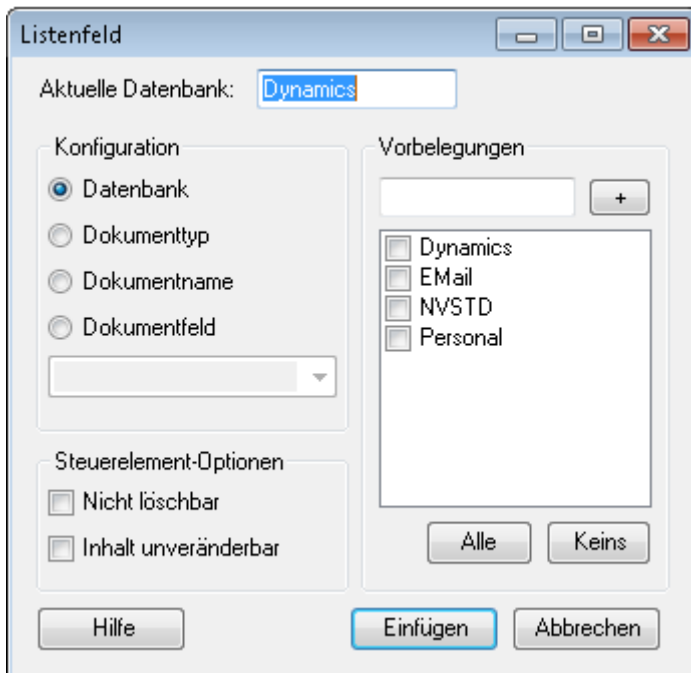 Listenfeld
Aktuelle Datenbank: Dynamics
Konfiguration
Datenbank
Dokumenttyp
Dokumentname
Dokumentfeld
Vorbelegungen
+
Dynamics
EMail
NVSTD
Personal
Steuerelement-Optionen
Nicht löschbar
Inhalt unveränderbar
Alle Keins
Hilfe Einfügen Abbrechen